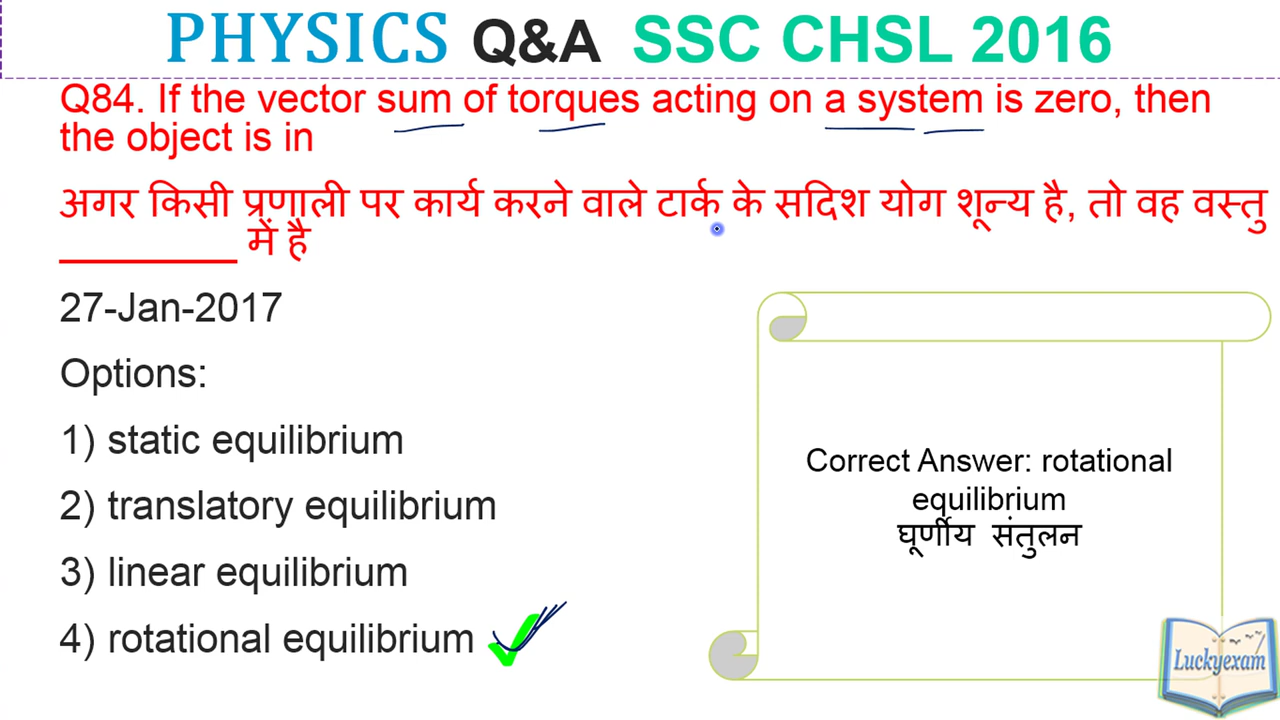 PHYSICS Q&A SSC CHSL 2016
Q84. If the vector sum of torques acting on a system is zero, then
the object is in
अगर किसी प्रणाली पर कार्य करने वाले टार्क के सदिश योग शून्य है, तो वह वस्तु
_________ में है
27-Jan-2017
Options:
1) static equilibrium
2) translatory equilibrium
3) linear equilibrium
4) rotational equilibrium
Correct Answer: rotational
equilibrium
घूर्णीय संतुलन
Luckyexam